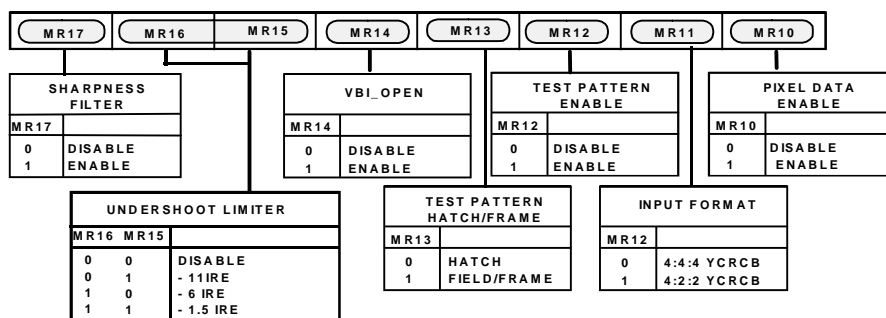 MR17 MR16 MR15 MR14 MR13 MR12 MR11 MR10
SHARPNESS
FILTER
MR17
0 DISABLE
1 ENABLE
VBI_OPEN
MR14
0 DISABLE
1 ENABLE
TEST PATTERN
ENABLE
MR12
0 DISABLE
1 ENABLE
PIXEL DATA
ENABLE
MR10
0 DISABLE
1 ENABLE
UNDERSHOOT LIMITER
MR16 MR15
0 0 DISABLE
0 1 - 11IRE
1 0 - 6 IRE
1 1 - 1.5 IRE
TEST PATTERN
HATCH/FRAME
MR13
0 HATCH
1 FIELD/FRAME
INPUT FORMAT
MR12
0 4:4:4 YCRCB
1 4:2:2 YCRCB